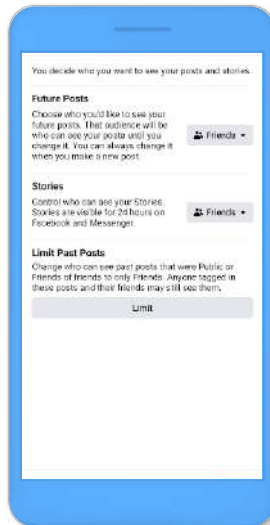 You decide who you want to see your posts and stories.
Future Posts
Choose who you'd like to see your
future posts. That audience will be
who can see your posts until you
change it. You can always change it
when you make a new post.
Friends
Stories
Control who can see your Stories.
Stories are visible for 24 hours on
Facebook and Messenger.
Friends
Limit Past Posts
Change who can see past posts that were Public or
Friends of friends to only Friends. Anyone tagged in
these posts and their friends may still see them.
Limit